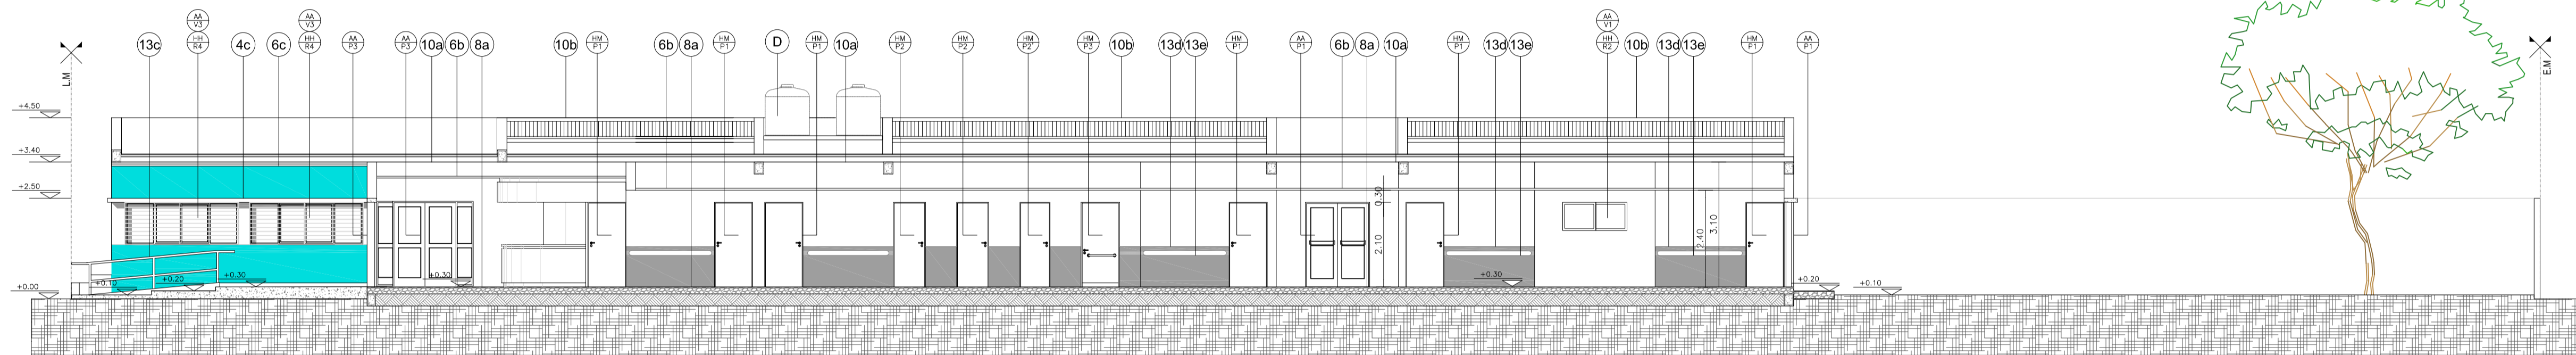 AA
V3
AA
V3
AA
V1
13c
HH
R4
4c
6c
HH
R4
AA
P3
AA
P3
10a
6b
8a
10b
HM
P1
6b
8a
HM
P1
D
HM
P1
10a
HM
P2
HM
P2
HM
P2'
HM
P3
10b
13d
13e
HM
P1
AA
P1
6b
8a
10a
HM
P1
13d
13e
HH
R2
10b
13d
13e
HM
P1
AA
P1
L.M
E.M
+4.50
+3.40
+2.50
0.30
3.10
2.40
2.10
+0.00
+0.10
+0.20
+0.30
+0.30
+0.30
+0.20
+0.10